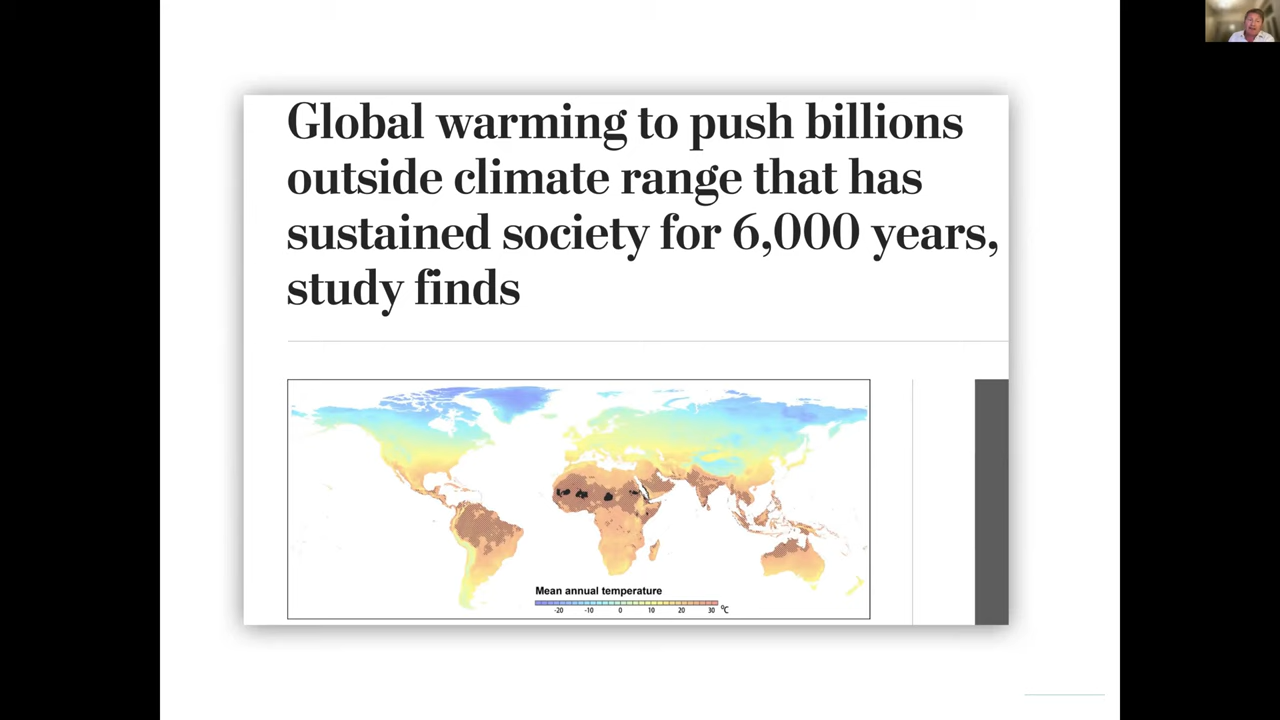 Global warming to push billions
outside climate range that has
sustained society for 6,000 years,
study finds
Mean annual temperature
-20 -10 0 10 20 30 °C